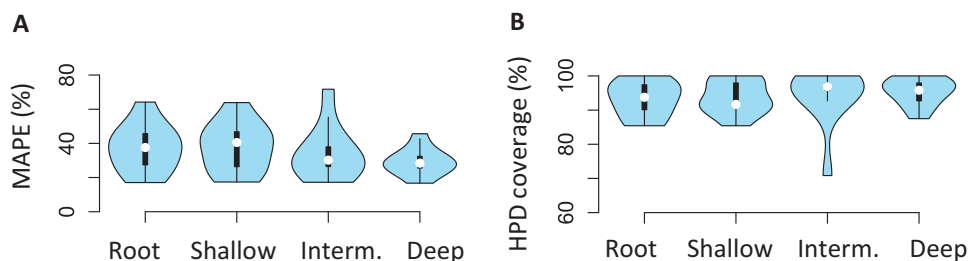 A
MAPE (%)
80
40
0
Root Shallow Interm. Deep
B
HPD coverage (%)
100
80
60
Root Shallow Interm. Deep